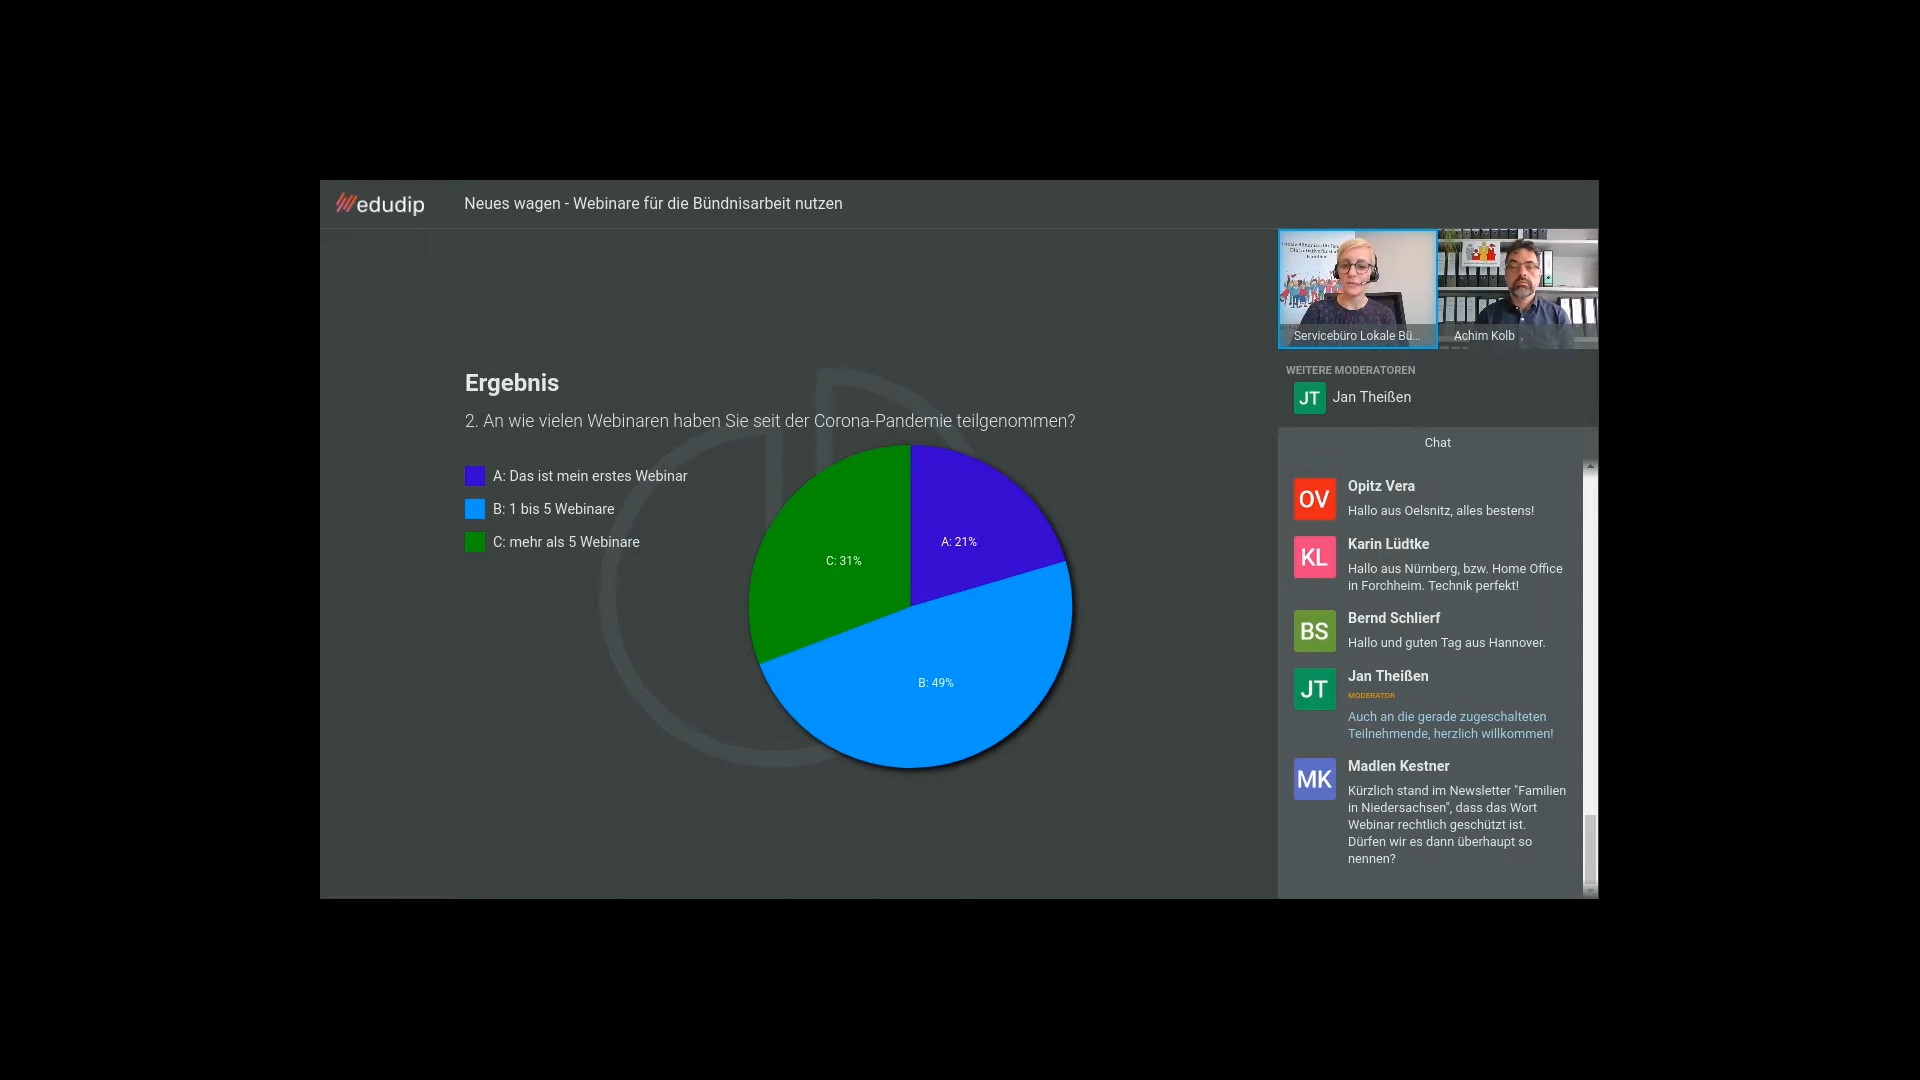 edudip
Neues wagen - Webinare für die Bündnisarbeit nutzen
Ergebnis
2. An wie vielen Webinaren haben Sie seit der Corona-Pandemie teilgenommen?
A: Das ist mein erstes Webinar
B: 1 bis 5 Webinare
C: mehr als 5 Webinare
A: 21%
C: 31%
B: 49%
Servicebüro Lokale Bü...
Achim Kolb
WEITERE MODERATOREN
JT
Jan Theißen
Chat
OV
Opitz Vera
Hallo aus Oelsnitz, alles bestens!
KL
Karin Lüdtke
Hallo aus Nürnberg, bzw. Home Office
in Forchheim. Technik perfekt!
BS
Bernd Schlierf
Hallo und guten Tag aus Hannover.
JT
Jan Theißen
MODERATOR
Auch an die gerade zugeschalteten
Teilnehmende, herzlich willkommen!
MK
Madlen Kestner
Kürzlich stand im Newsletter "Familien
in Niedersachsen", dass das Wort
Webinar rechtlich geschützt ist.
Dürfen wir es dann überhaupt so
nennen?